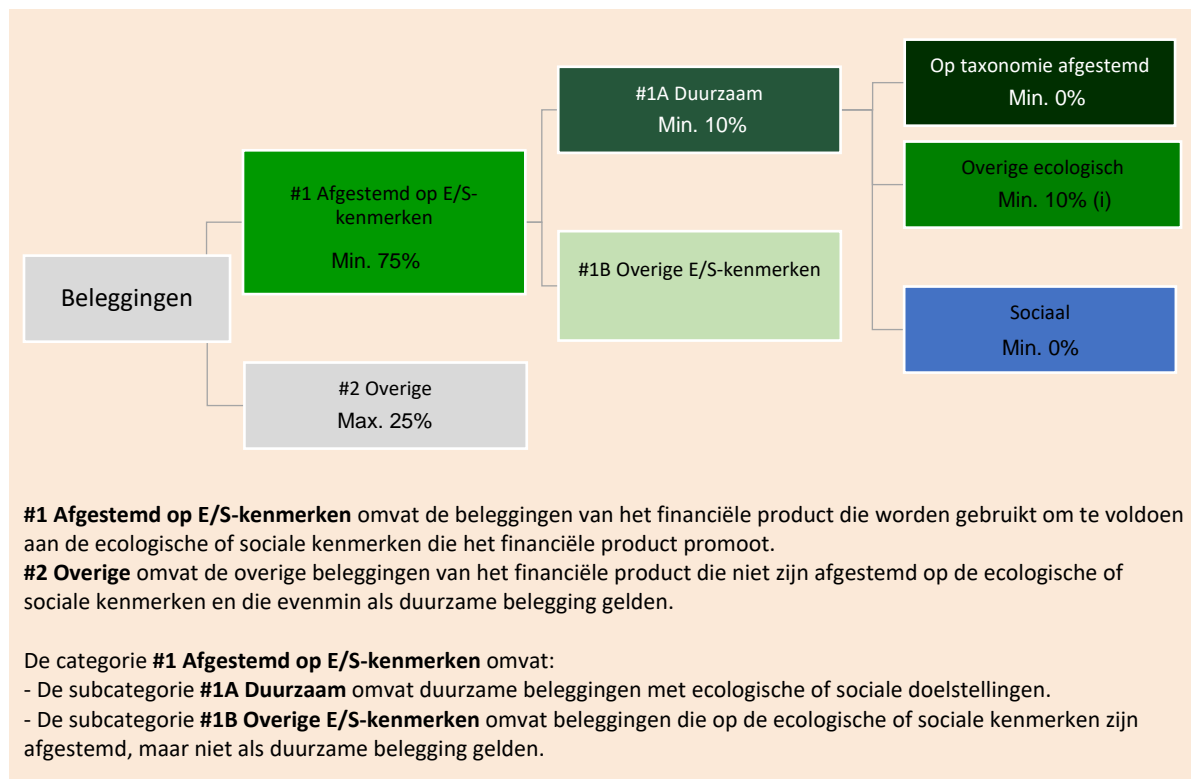 Beleggingen
#1 Afgestemd op E/S-
kenmerken
Min. 75%
#2 Overige
Max. 25%
#1A Duurzaam
Min. 10%
#1B Overige E/S-kenmerken
Op taxonomie afgestemd
Min. 0%
Overige ecologisch
Min. 10% (i)
Sociaal
Min. 0%
#1 Afgestemd op E/S-kenmerken omvat de beleggingen van het financiële product die worden gebruikt om te voldoen
aan de ecologische of sociale kenmerken die het financiële product promoot.
#2 Overige omvat de overige beleggingen van het financiële product die niet zijn afgestemd op de ecologische of
sociale kenmerken en die evenmin als duurzame belegging gelden.
De categorie #1 Afgestemd op E/S-kenmerken omvat:
- De subcategorie #1A Duurzaam omvat duurzame beleggingen met ecologische of sociale doelstellingen.
- De subcategorie #1B Overige E/S-kenmerken omvat beleggingen die op de ecologische of sociale kenmerken zijn
afgestemd, maar niet als duurzame belegging gelden.